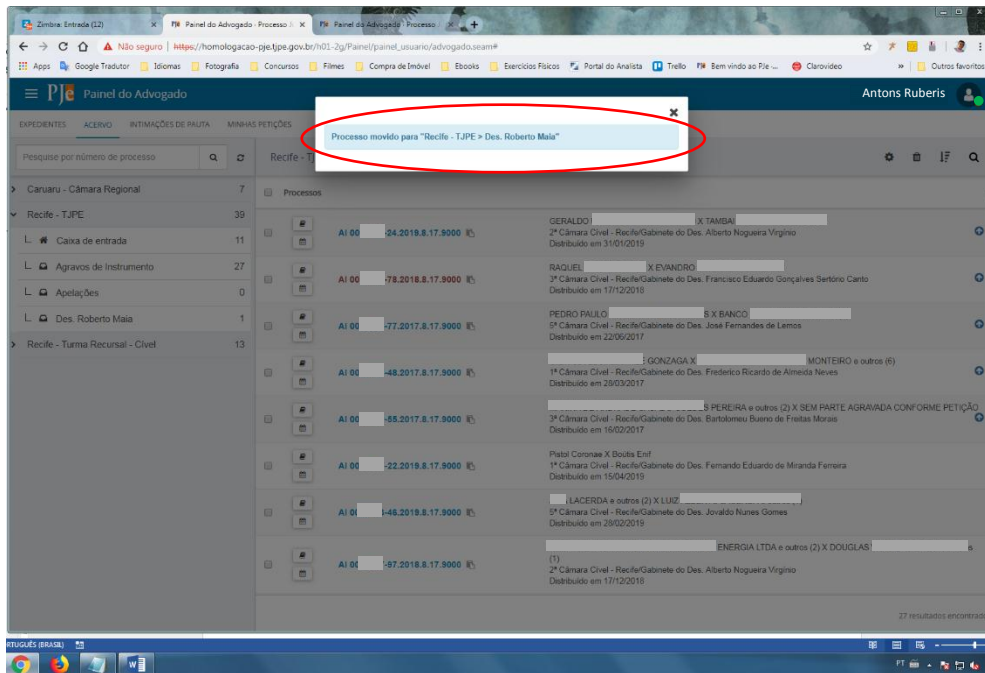 Zimbra: Entrada (12)
Painel do Advogado · Processo J
Painel do Advogado · Processo
Não seguro | https://homologacao-pje.tjpe.gov.br/h01-2g/Painel/painel_usuario/advogado.seam#
Apps Google Tradutor Idiomas Fotografia Concursos Filmes Compra de Imóvel Ebooks Exercícios Físicos Portal do Analista Trello Bem vindo ao PJe -... Clarovideo » Outros favoritos
PJe Painel do Advogado
Antons Ruberis
EXPEDIENTES ACERVO INTIMAÇÕES DE PAUTA MINHAS PETIÇÕES
Processo movido para "Recife - TJPE > Des. Roberto Maia"
Pesquise por número de processo
Recife - TJ
Caruaru - Câmara Regional 7
Recife - TJPE 39
Caixa de entrada 11
Agravos de Instrumento 27
Apelações 0
Des. Roberto Maia 1
Recife - Turma Recursal - Cível 13
Processos
AI 00 -24.2019.8.17.9000
GERALDO X TAMBAI
2ª Câmara Cível - Recife/Gabinete do Des. Alberto Nogueira Virgínio
Distribuído em 31/01/2019
AI 00 -78.2018.8.17.9000
RAQUEL X EVANDRO
3ª Câmara Cível - Recife/Gabinete do Des. Francisco Eduardo Gonçalves Sertório Canto
Distribuído em 17/12/2018
AI 00 -77.2017.8.17.9000
PEDRO PAULO S X BANCO
5ª Câmara Cível - Recife/Gabinete do Des. José Fernandes de Lemos
Distribuído em 22/06/2017
AI 00 -48.2017.8.17.9000
GONZAGA X MONTEIRO e outros (6)
1ª Câmara Cível - Recife/Gabinete do Des. Frederico Ricardo de Almeida Neves
Distribuído em 28/03/2017
AI 00 -55.2017.8.17.9000
S PEREIRA e outros (2) X SEM PARTE AGRAVADA CONFORME PETIÇÃO
3ª Câmara Cível - Recife/Gabinete do Des. Bartolomeu Bueno de Freitas Morais
Distribuído em 16/02/2017
AI 00 -22.2019.8.17.9000
Pistol Coronae X Boötis Enif
1ª Câmara Cível - Recife/Gabinete do Des. Fernando Eduardo de Miranda Ferreira
Distribuído em 15/04/2019
AI 00 -46.2019.8.17.9000
LACERDA e outros (2) X LUIZ
5ª Câmara Cível - Recife/Gabinete do Des. Jovaldo Nunes Gomes
Distribuído em 28/02/2019
AI 00 -97.2018.8.17.9000
ENERGIA LTDA e outros (2) X DOUGLAS
(1)
2ª Câmara Cível - Recife/Gabinete do Des. Alberto Nogueira Virgínio
Distribuído em 17/12/2018
27 resultados encontrad
RTUGUÊS (BRASIL)
PT